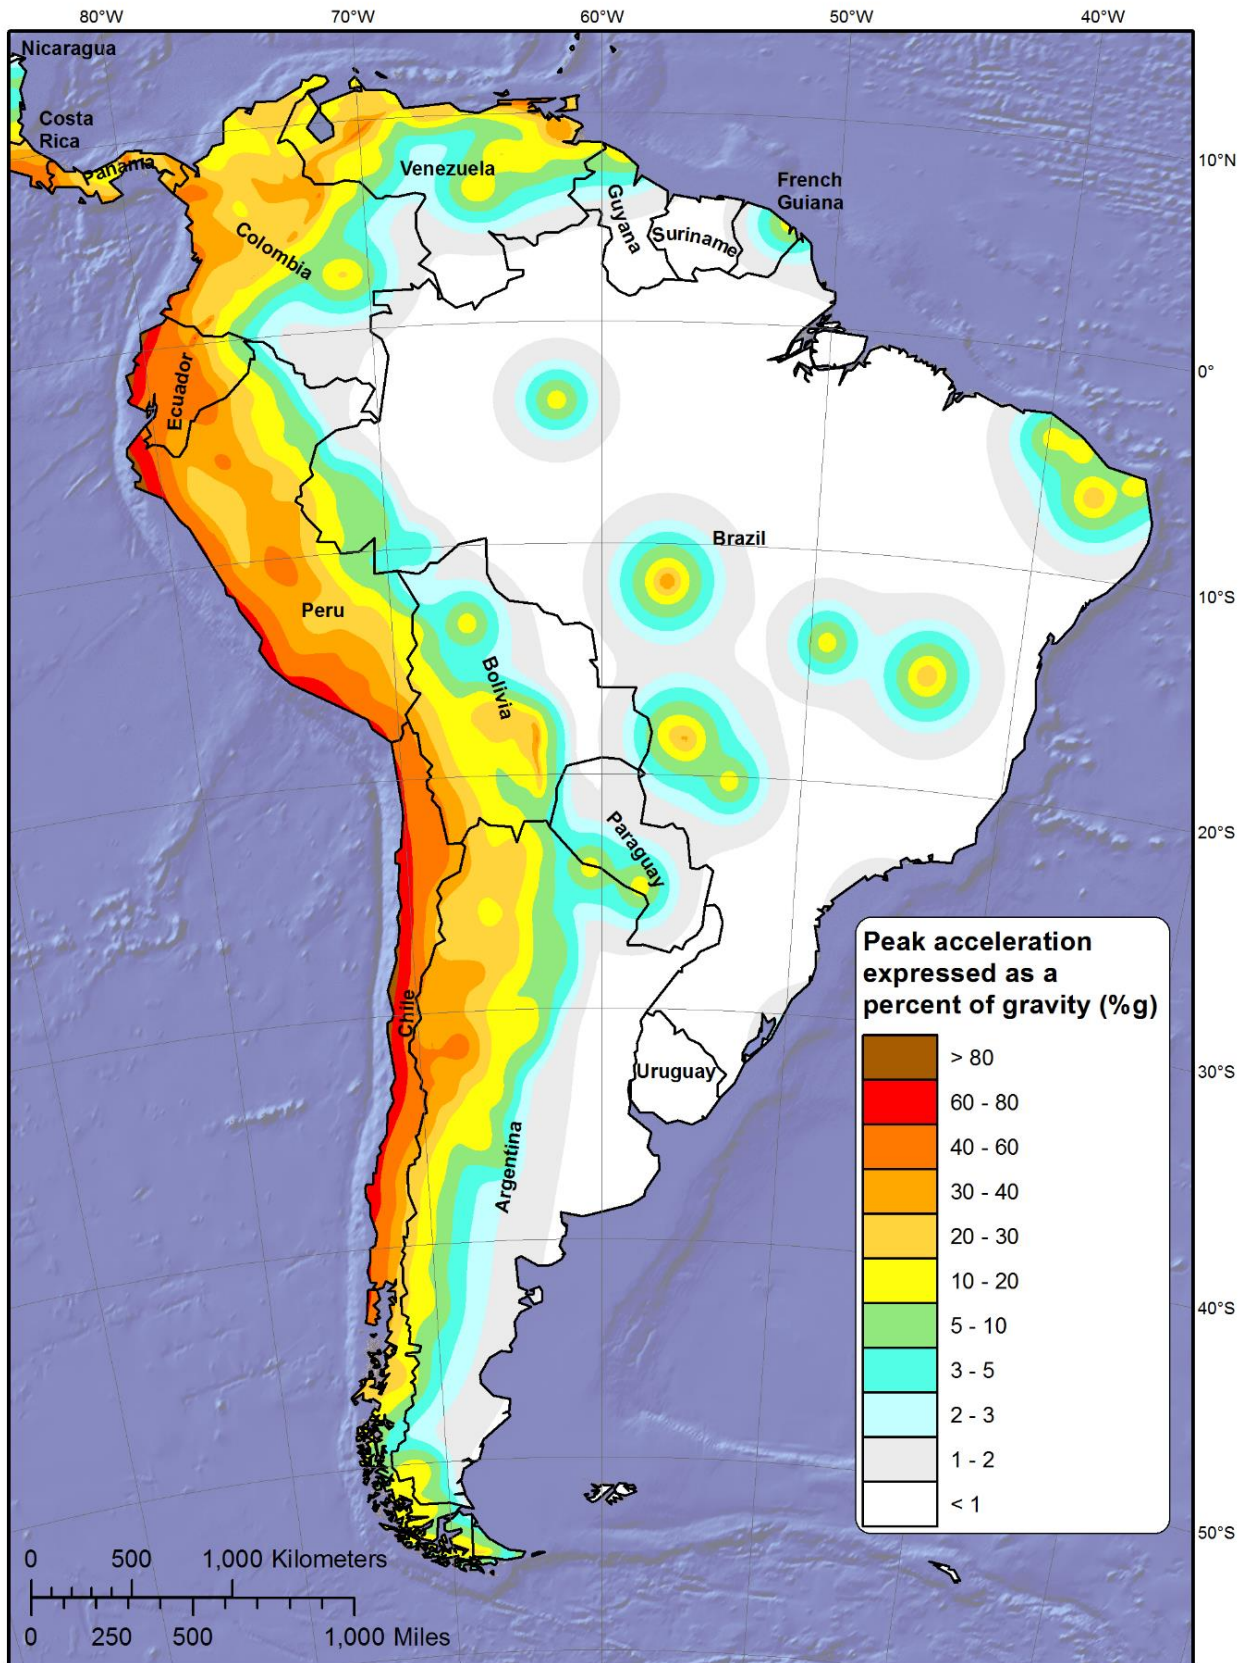 80°W 70°W 60°W 50°W 40°W
Nicaragua
Costa
Rica
Panama
Venezuela
10°N
French
Guiana
Guyana
Suriname
Colombia
Ecuador
0°
Brazil
10°S
Peru
Bolivia
Paraguay
20°S
Chile
Uruguay
30°S
Argentina
40°S
50°S
Peak acceleration
expressed as a
percent of gravity (%g)
> 80
60 - 80
40 - 60
30 - 40
20 - 30
10 - 20
5 - 10
3 - 5
2 - 3
1 - 2
< 1
0 500 1,000 Kilometers
0 250 500 1,000 Miles